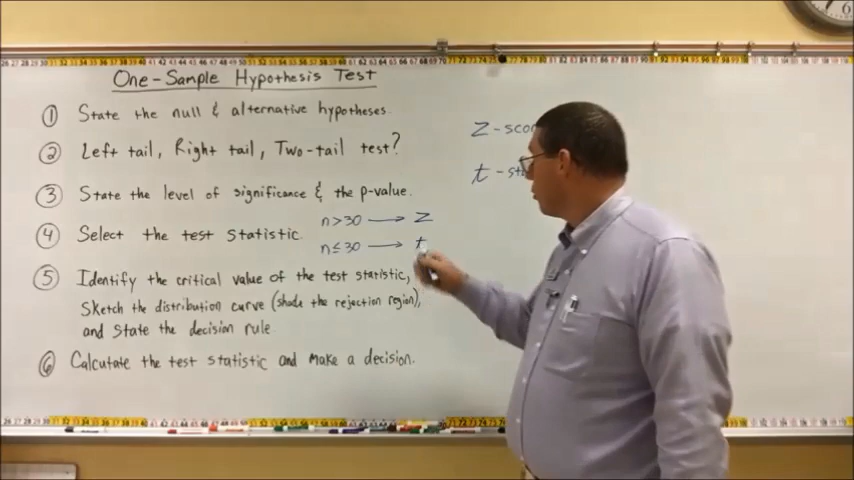 One-Sample Hypothesis Test
① State the null & alternative hypotheses.
② Left tail, Right tail, Two-tail test?
③ State the level of significance & the p-value.
④ Select the test statistic. n>30 → z
n≤30 → t
⑤ Identify the critical value of the test statistic,
Sketch the distribution curve (shade the rejection region),
and state the decision rule
⑥ Calculate the test statistic and make a decision.
z-scor
t-st